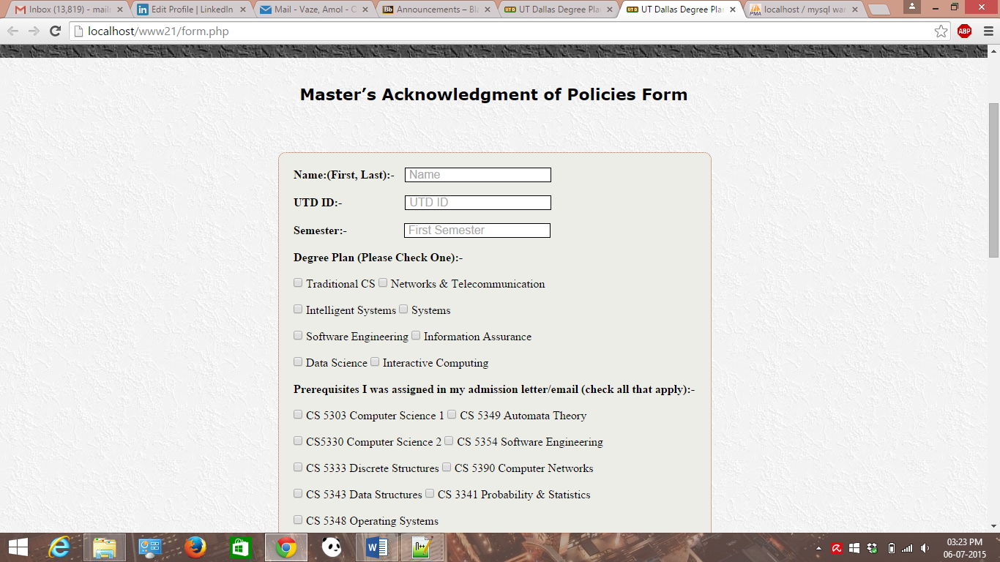 Inbox (13,819) - mail
Edit Profile | LinkedIn
Mail - Vaze, Amol - O
Bb Announcements – Bl
UTD UT Dallas Degree Pla
UTD UT Dallas Degree Pla
PMA localhost / mysql wa
localhost/www21/form.php
ABP
Master’s Acknowledgment of Policies Form
Name:(First, Last):- Name
UTD ID:- UTD ID
Semester:- First Semester
Degree Plan (Please Check One):-
Traditional CS Networks & Telecommunication
Intelligent Systems Systems
Software Engineering Information Assurance
Data Science Interactive Computing
Prerequisites I was assigned in my admission letter/email (check all that apply):-
CS 5303 Computer Science 1 CS 5349 Automata Theory
CS5330 Computer Science 2 CS 5354 Software Engineering
CS 5333 Discrete Structures CS 5390 Computer Networks
CS 5343 Data Structures CS 3341 Probability & Statistics
CS 5348 Operating Systems
03:23 PM
06-07-2015